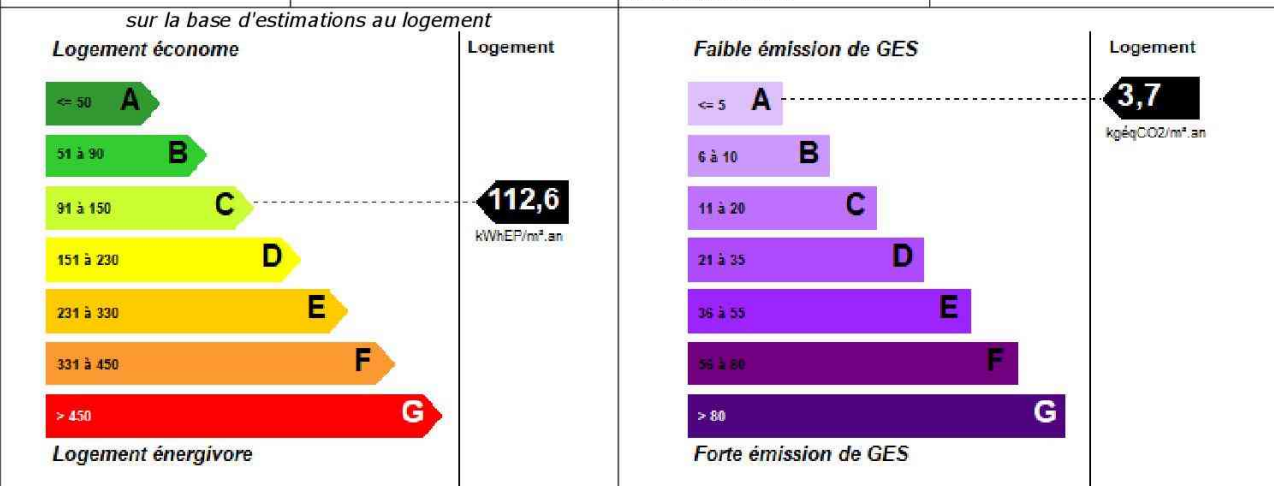 sur la base d'estimations au logement
Logement économe
Logement
<= 50 A
51 à 90 B
91 à 150 C
112,6
kWhEP/m².an
151 à 230 D
231 à 330 E
331 à 450 F
> 450 G
Logement énergivore
Faible émission de GES
Logement
<= 5 A
3,7
kgéqCO2/m².an
6 à 10 B
11 à 20 C
21 à 35 D
36 à 55 E
56 à 80 F
> 80 G
Forte émission de GES